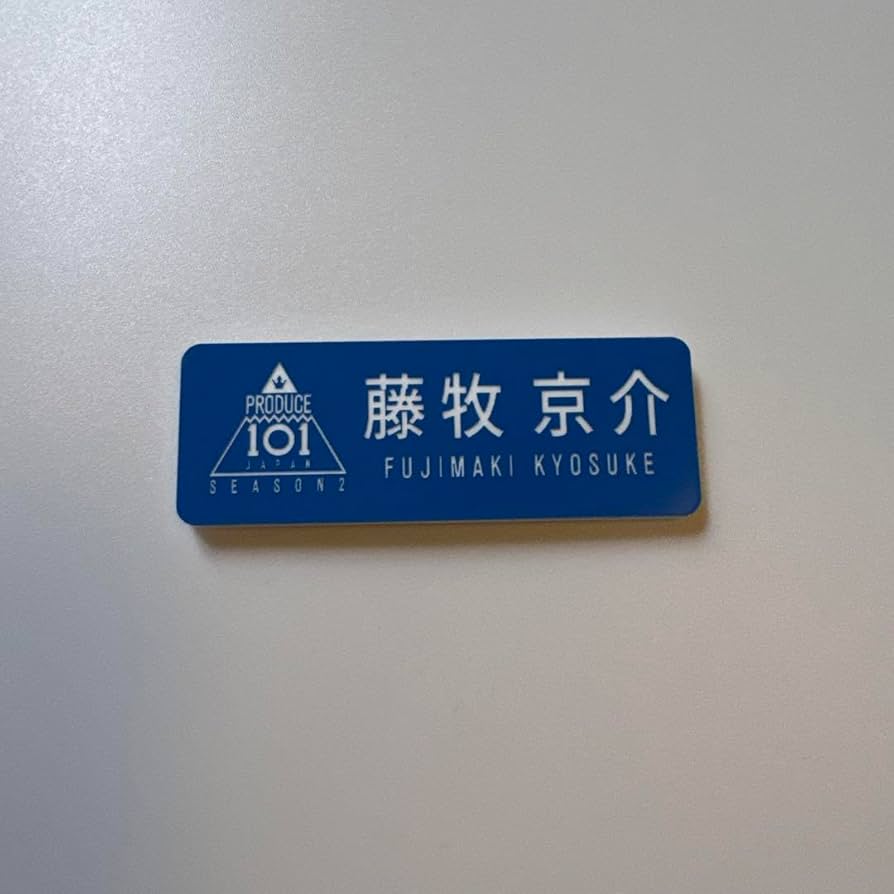 PRODUCE
101
JAPAN
SEASON2
藤牧 京介
FUJIMAKI KYOSUKE